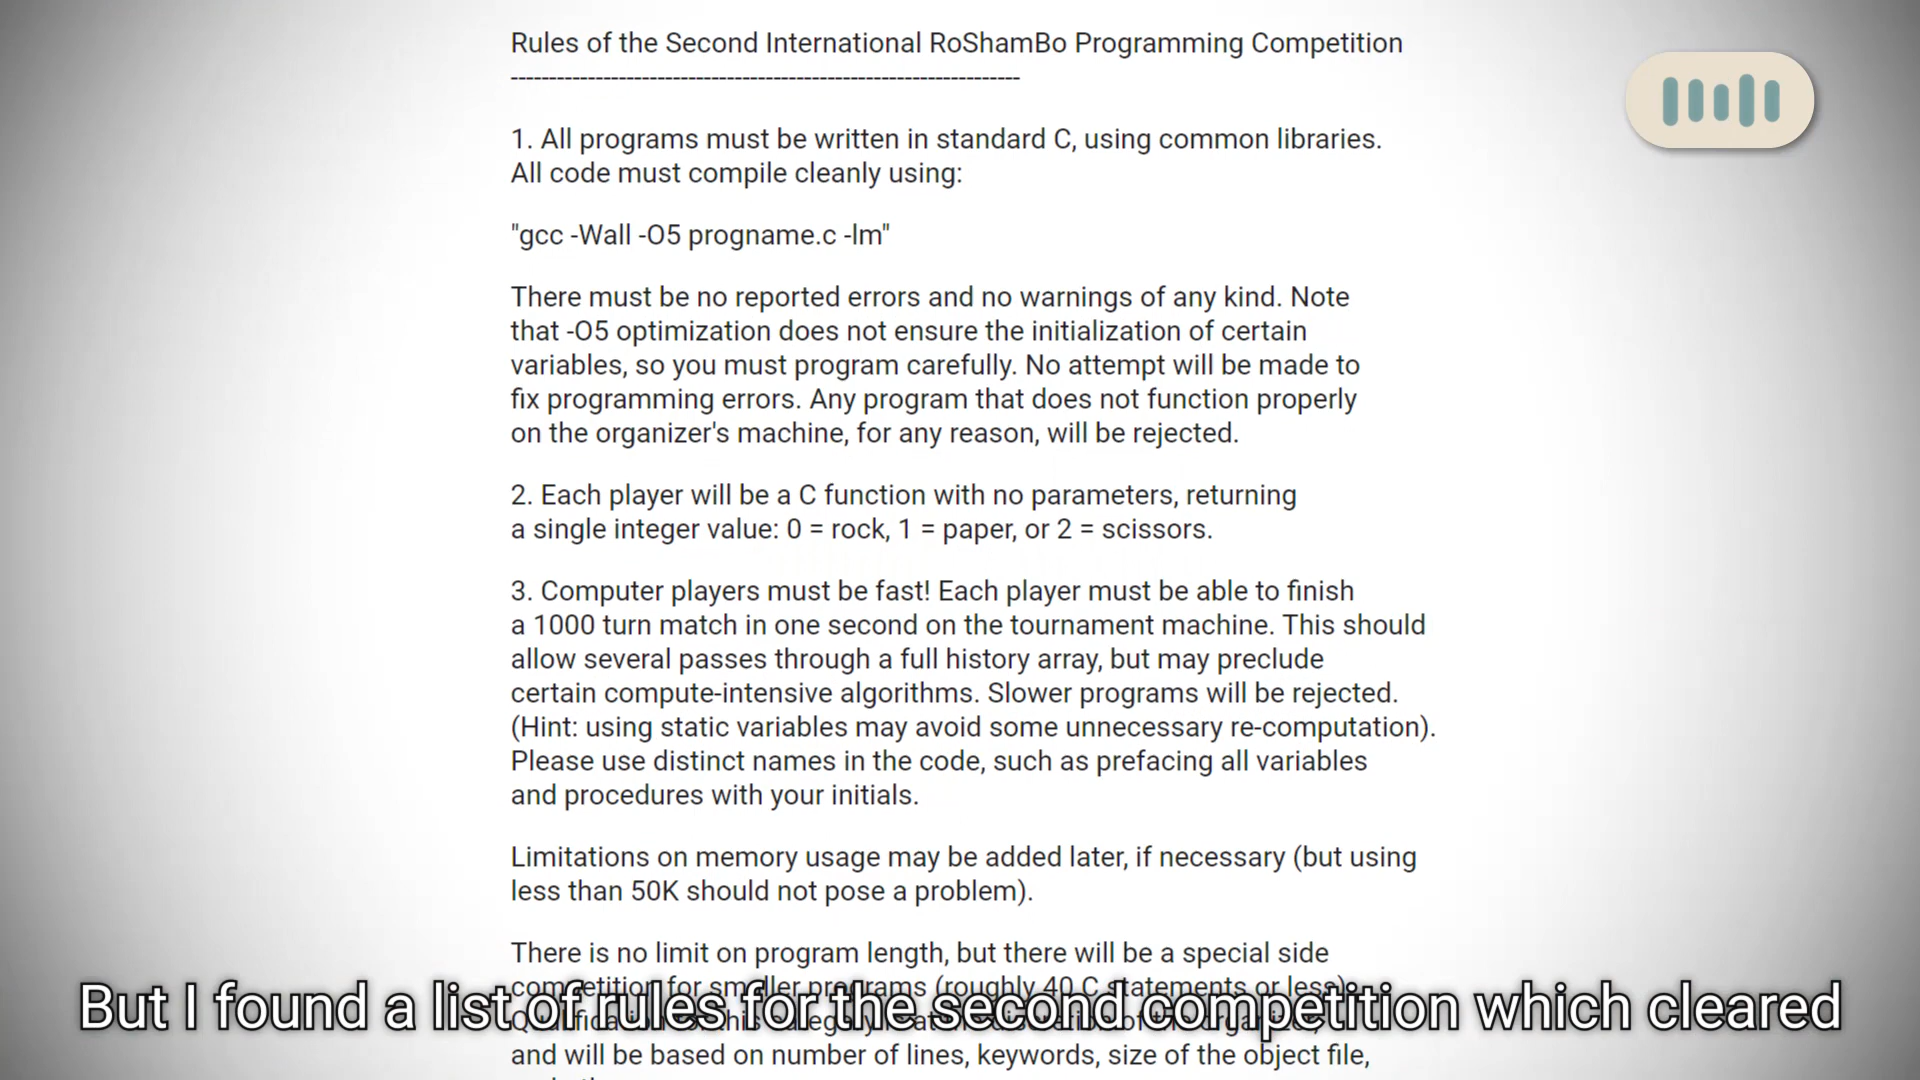 Rules of the Second International RoShamBo Programming Competition
------------------------------------------------------------------
1. All programs must be written in standard C, using common libraries.
All code must compile cleanly using:
"gcc -Wall -O5 progname.c -lm"
There must be no reported errors and no warnings of any kind. Note
that -O5 optimization does not ensure the initialization of certain
variables, so you must program carefully. No attempt will be made to
fix programming errors. Any program that does not function properly
on the organizer's machine, for any reason, will be rejected.
2. Each player will be a C function with no parameters, returning
a single integer value: 0 = rock, 1 = paper, or 2 = scissors.
3. Computer players must be fast! Each player must be able to finish
a 1000 turn match in one second on the tournament machine. This should
allow several passes through a full history array, but may preclude
certain compute-intensive algorithms. Slower programs will be rejected.
(Hint: using static variables may avoid some unnecessary re-computation).
Please use distinct names in the code, such as prefacing all variables
and procedures with your initials.
Limitations on memory usage may be added later, if necessary (but using
less than 50K should not pose a problem).
There is no limit on program length, but there will be a special side
competition for smaller programs (roughly 40 C statements or less).
But I found a list of rules for the second competition which cleared
and will be based on number of lines, keywords, size of the object file,